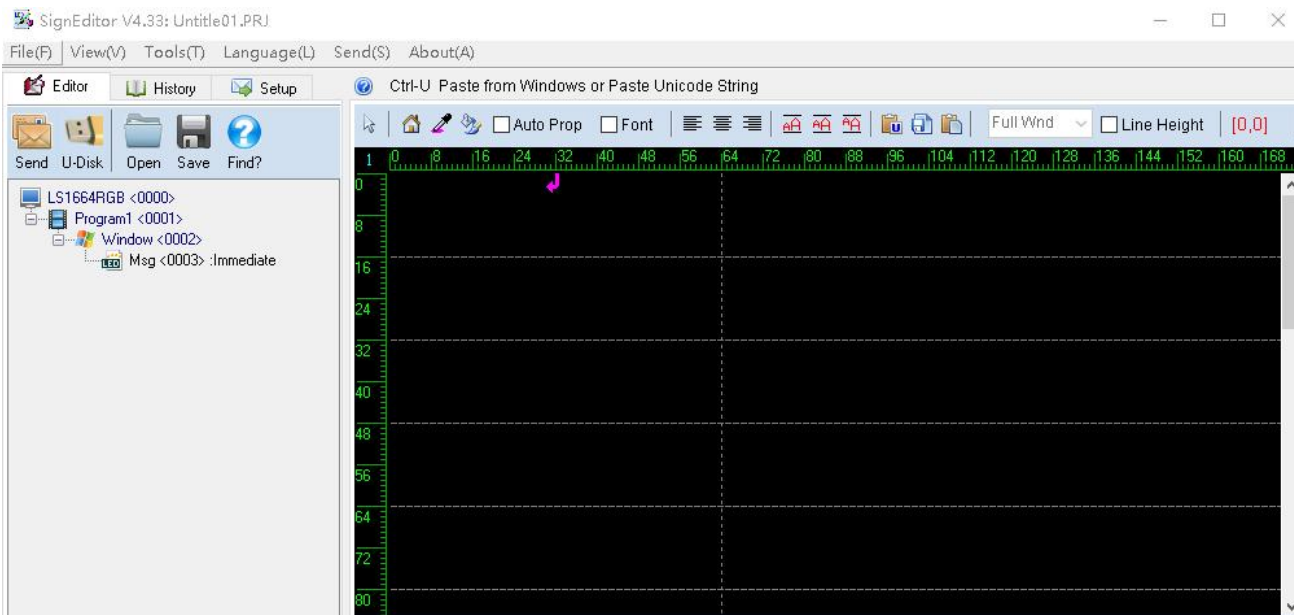 SignEditor V4.33: Untitle01.PRJ
File(F) View(V) Tools(T) Language(L) Send(S) About(A)
Editor History Setup Ctrl-U Paste from Windows or Paste Unicode String
Auto Prop Font Full Wnd Line Height [0,0]
Send U-Disk Open Save Find?
1 0 8 16 24 32 40 48 56 64 72 80 88 96 104 112 120 128 136 144 152 160 168
LS1664RGB <0000>
Program1 <0001>
Window <0002>
Msg <0003> :Immediate
0
8
16
24
32
40
48
56
64
72
80